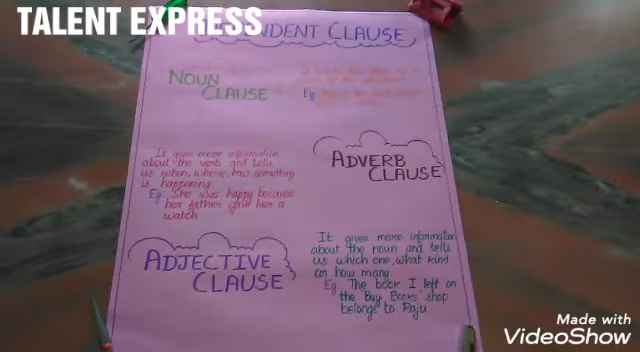 TALENT EXPRESS
CLAUSE
NOUN
CLAUSE
Eg
ADVERB
CLAUSE
It gives more information
about the verb and tells
us when, where how something
is happening
Eg: She was happy because
her father gave her a
watch
ADJECTIVE
CLAUSE
It gives more information
about the noun and tells
us which one, what kind
or how many.
Eg: The book I left on
the Buy Books' shop
belongs to Raju
Made with
VideoShow